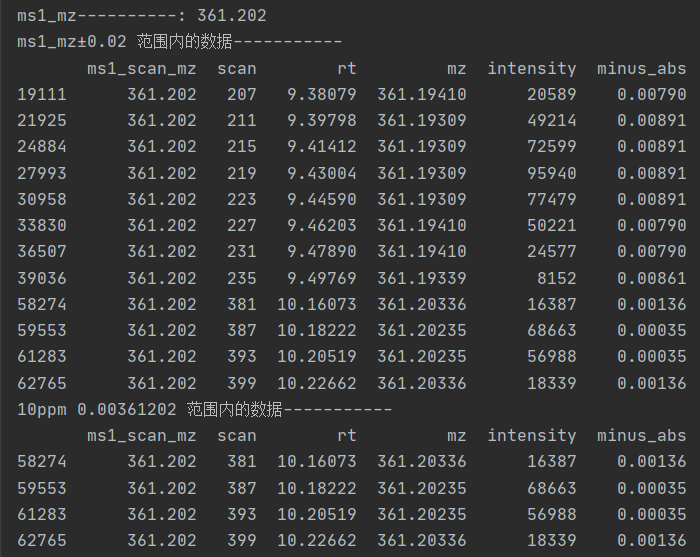 ms1_mz----------: 361.202
ms1_mz±0.02 范围内的数据-----------
ms1_scan_mz scan rt mz intensity minus_abs
19111 361.202 207 9.38079 361.19410 20589 0.00790
21925 361.202 211 9.39798 361.19309 49214 0.00891
24884 361.202 215 9.41412 361.19309 72599 0.00891
27993 361.202 219 9.43004 361.19309 95940 0.00891
30958 361.202 223 9.44590 361.19309 77479 0.00891
33830 361.202 227 9.46203 361.19410 50221 0.00790
36507 361.202 231 9.47890 361.19410 24577 0.00790
39036 361.202 235 9.49769 361.19339 8152 0.00861
58274 361.202 381 10.16073 361.20336 16387 0.00136
59553 361.202 387 10.18222 361.20235 68663 0.00035
61283 361.202 393 10.20519 361.20235 56988 0.00035
62765 361.202 399 10.22662 361.20336 18339 0.00136
10ppm 0.00361202 范围内的数据-----------
ms1_scan_mz scan rt mz intensity minus_abs
58274 361.202 381 10.16073 361.20336 16387 0.00136
59553 361.202 387 10.18222 361.20235 68663 0.00035
61283 361.202 393 10.20519 361.20235 56988 0.00035
62765 361.202 399 10.22662 361.20336 18339 0.00136